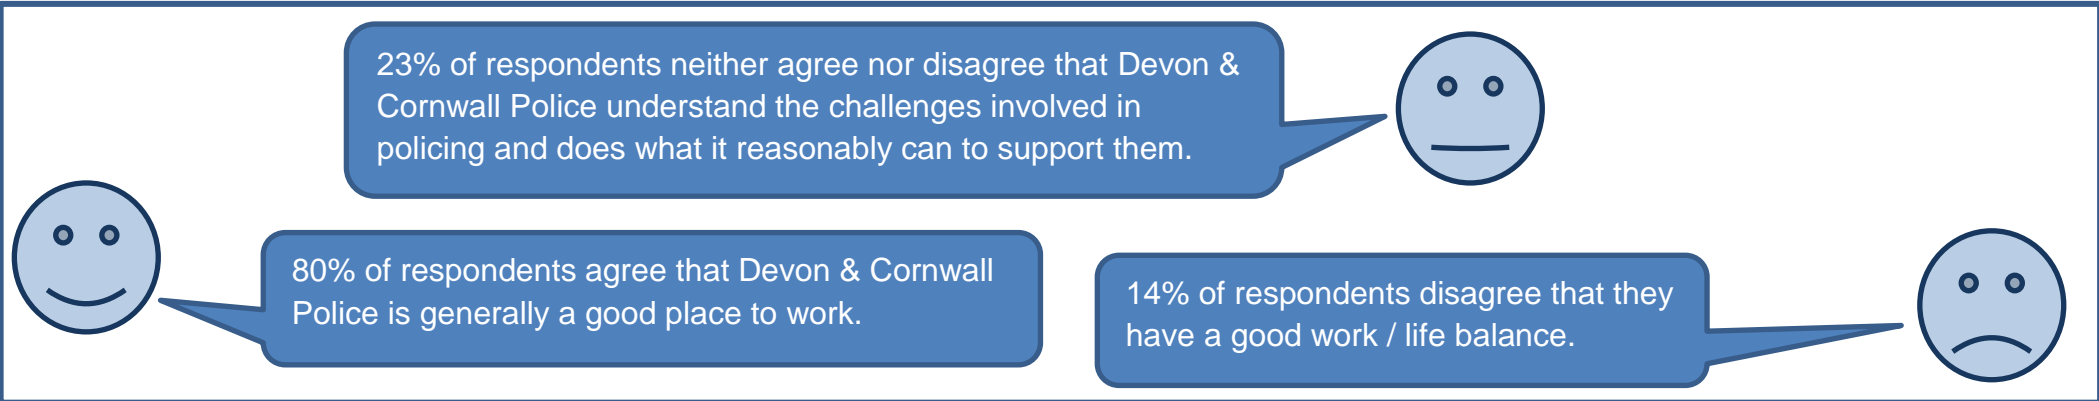 23% of respondents neither agree nor disagree that Devon &
Cornwall Police understand the challenges involved in
policing and does what it reasonably can to support them.
80% of respondents agree that Devon & Cornwall
Police is generally a good place to work.
14% of respondents disagree that they
have a good work / life balance.